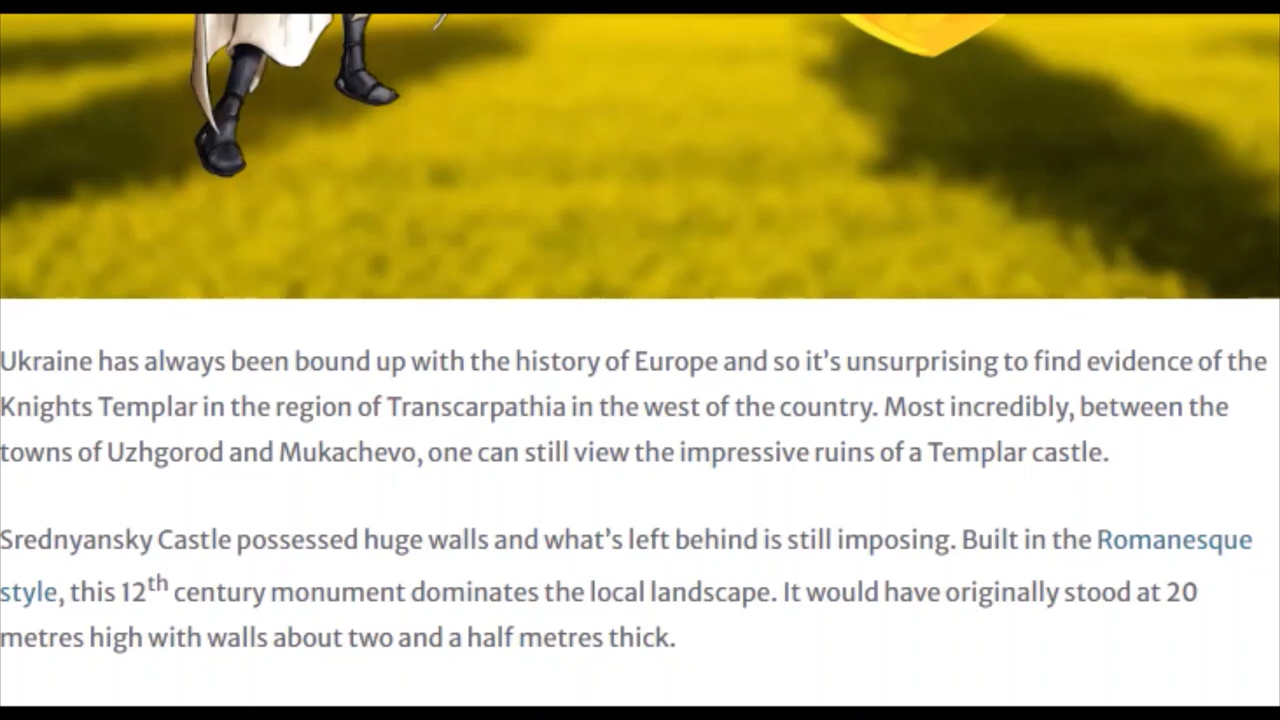 Ukraine has always been bound up with the history of Europe and so it’s unsurprising to find evidence of the
Knights Templar in the region of Transcarpathia in the west of the country. Most incredibly, between the
towns of Uzhgorod and Mukachevo, one can still view the impressive ruins of a Templar castle.
Srednyansky Castle possessed huge walls and what’s left behind is still imposing. Built in the Romanesque
style, this 12th century monument dominates the local landscape. It would have originally stood at 20
metres high with walls about two and a half metres thick.